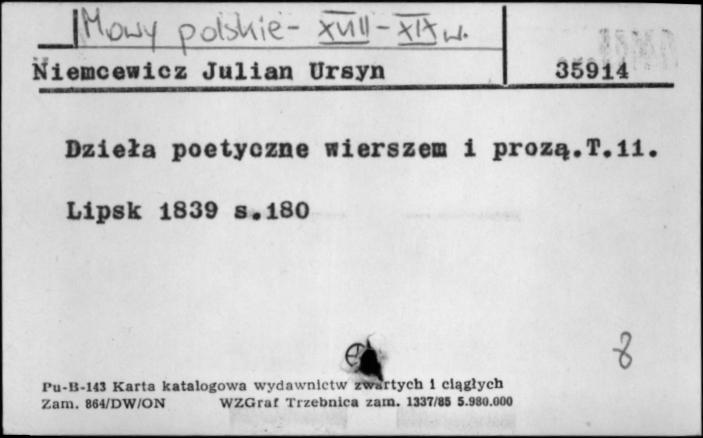 Mowy polskie - XVIII - XIX w.
Niemcewicz Julian Ursyn 35914
Dzieła poetyczne wierszem i prozą.T.11.
Lipsk 1839 s.180
8
Pu-B-143 Karta katalogowa wydawnictw zwartych i ciągłych
Zam. 864/DW/ON WZGraf Trzebnica zam. 1337/85 5.980.000